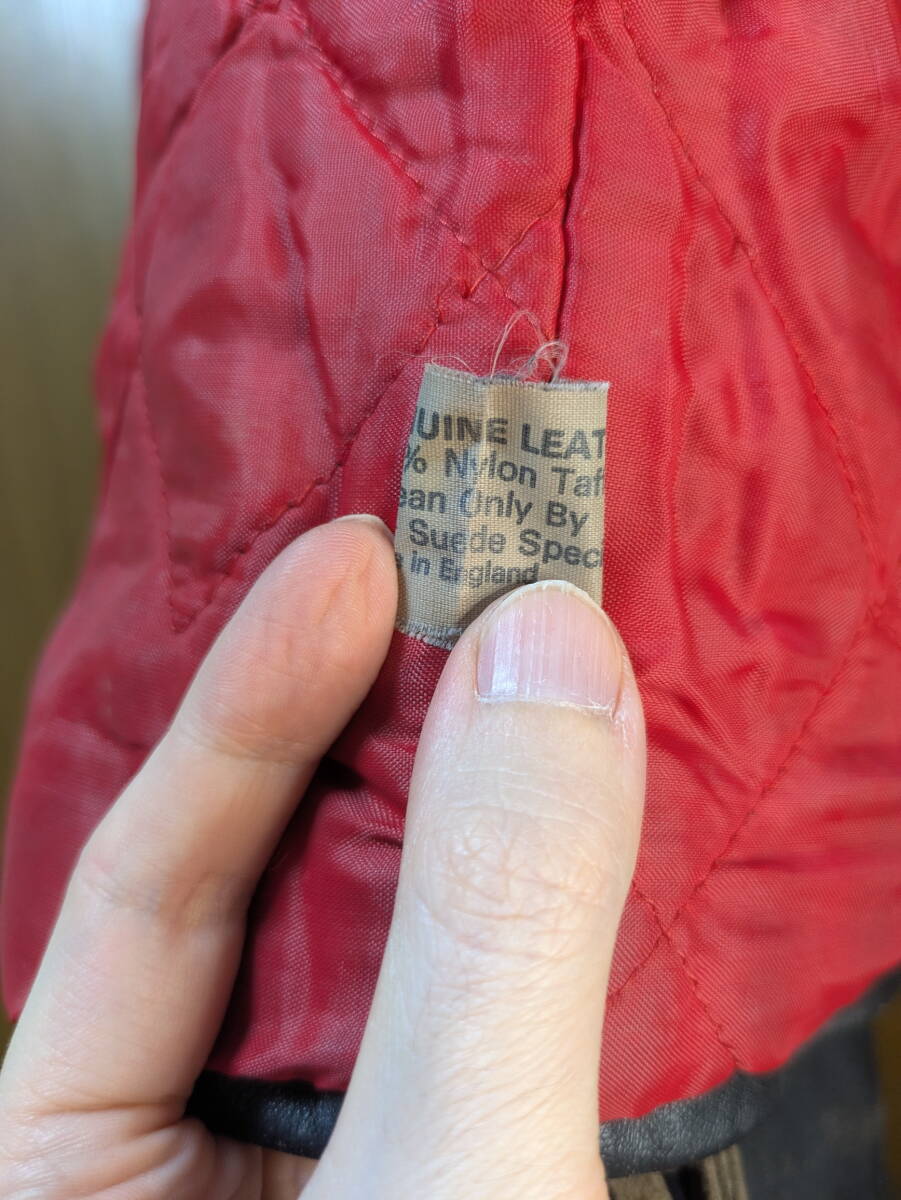 UINE LEAT
% Nylon Taf
ean Only By
Suede Spec
e in England